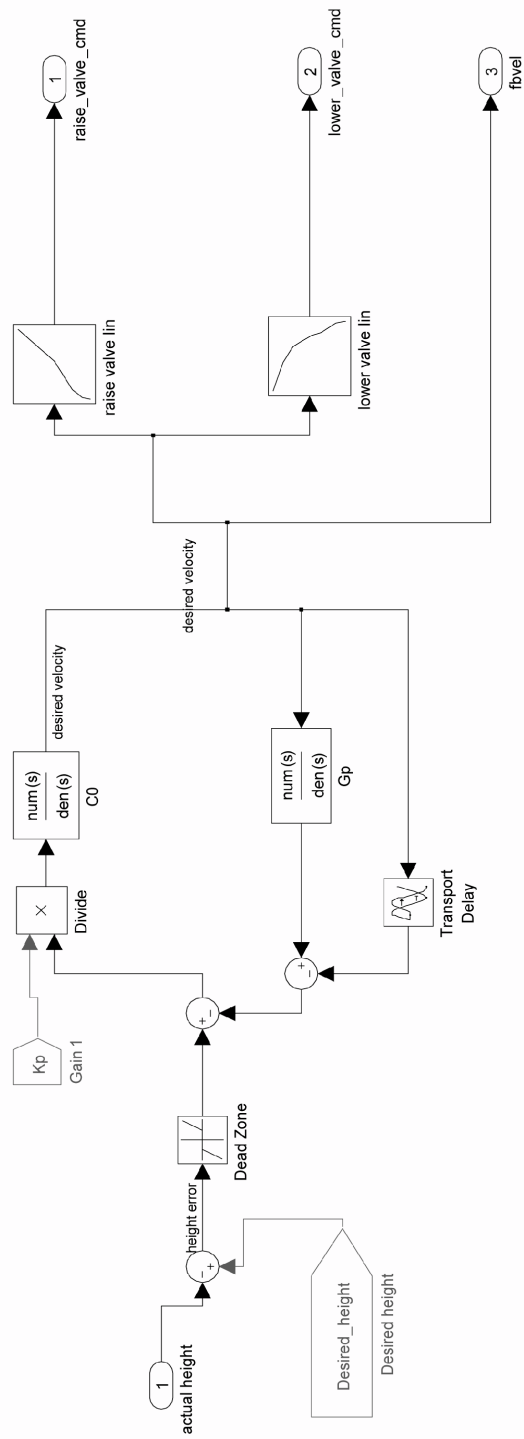 1
actual height
Desired_height
Desired height
height error
Dead Zone
Kp
Gain 1
Divide
num(s)
den(s)
C0
desired velocity
num(s)
den(s)
Gp
Transport
Delay
desired velocity
raise valve lin
lower valve lin
1
raise_valve_cmd
2
lower_valve_cmd
3
fbvel